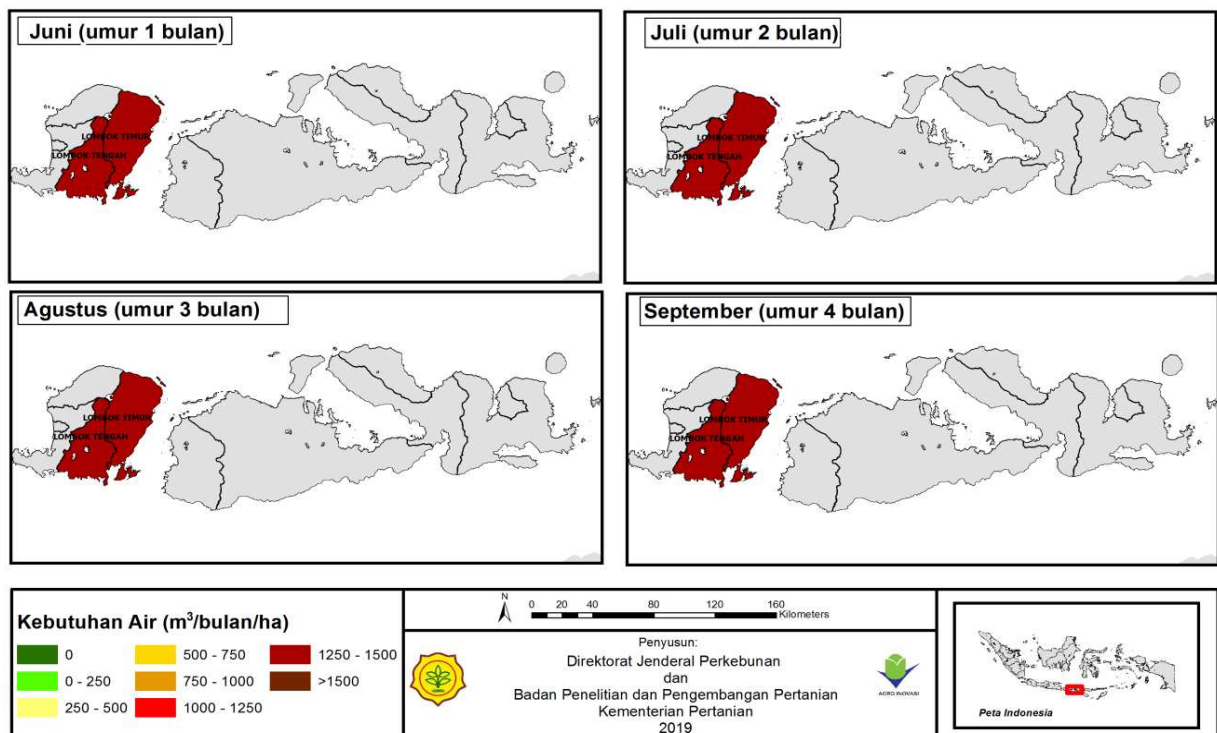 Juni (umur 1 bulan)
LOMBOK TIMUR
LOMBOK TENGAH
Juli (umur 2 bulan)
LOMBOK TIMUR
LOMBOK TENGAH
Agustus (umur 3 bulan)
LOMBOK TIMUR
LOMBOK TENGAH
September (umur 4 bulan)
LOMBOK TIMUR
LOMBOK TENGAH
Kebutuhan Air (m³/bulan/ha)
0
0 - 250
250 - 500
500 - 750
750 - 1000
1000 - 1250
1250 - 1500
>1500
N
0 20 40 80 120 160
Kilometers
Penyusun:
Direktorat Jenderal Perkebunan
dan
Badan Penelitian dan Pengembangan Pertanian
Kementerian Pertanian
2019
AGRO INOVASI
Peta Indonesia